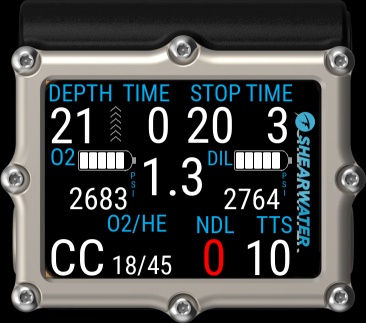 DEPTH TIME STOP TIME
21 0 20 3
O2 1.3 DIL
2683 PSI 2764 PSI
O2/HE NDL TTS
CC 18/45 0 10
SHEARWATER